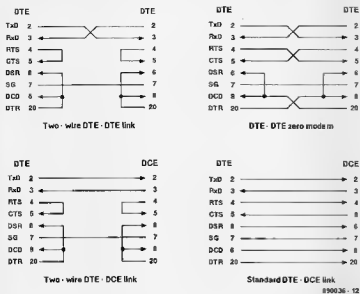 DTE DTE
TxD 2 2
RxD 3 3
RTS 4 4
CTS 5 5
DSR 6 6
SG 7 7
DCD 8 8
DTR 20 20
Two-wire DTE - DTE link
DTE DTE
TxD 2 2
RxD 3 3
RTS 4 4
CTS 5 5
DSR 6 6
SG 7 7
DCD 8 8
DTR 20 20
DTE - DTE zero modem
DTE DCE
TxD 2 2
RxD 3 3
RTS 4 4
CTS 5 5
DSR 6 6
SG 7 7
DCD 8 8
DTR 20 20
Two-wire DTE - DCE link
DTE DCE
TxD 2 2
RxD 3 3
RTS 4 4
CTS 5 5
DSR 6 6
SG 7 7
DCD 8 8
DTR 20 20
Standard DTE - DCE link
890036 - 12